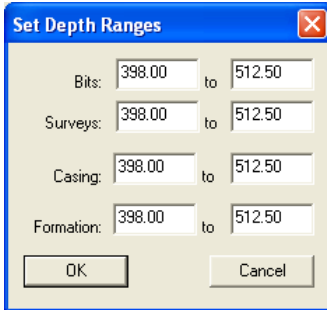 Set Depth Ranges
Bits: 398.00 to 512.50
Surveys: 398.00 to 512.50
Casing: 398.00 to 512.50
Formation: 398.00 to 512.50
OK Cancel